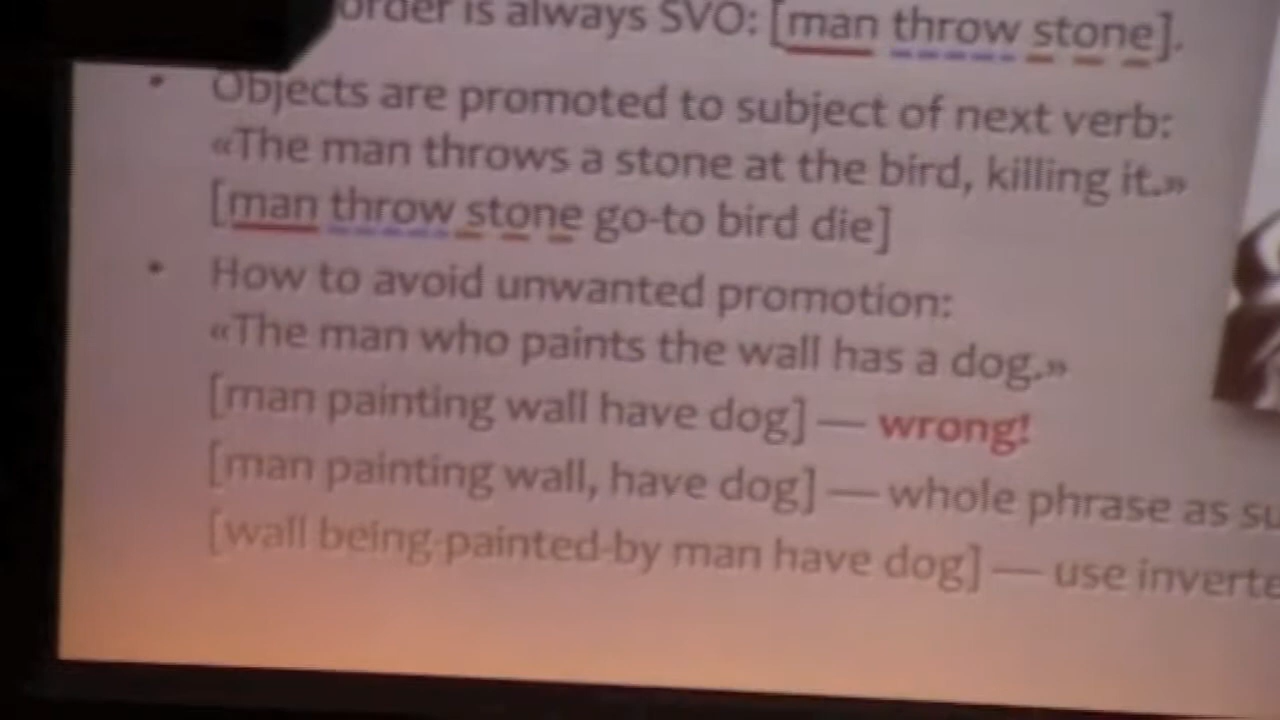 order is always SVO: [man throw stone].
• Objects are promoted to subject of next verb:
«The man throws a stone at the bird, killing it.»
[man throw stone go-to bird die]
• How to avoid unwanted promotion:
«The man who paints the wall has a dog.»
[man painting wall have dog] — wrong!
[man painting wall, have dog] — whole phrase as
[wall being-painted-by man have dog] — use